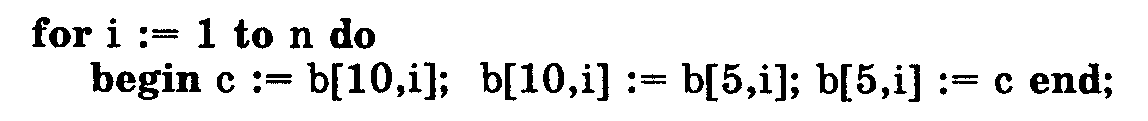 for i := 1 to n do
begin c := b[10,i]; b[10,i] := b[5,i]; b[5,i] := c end;